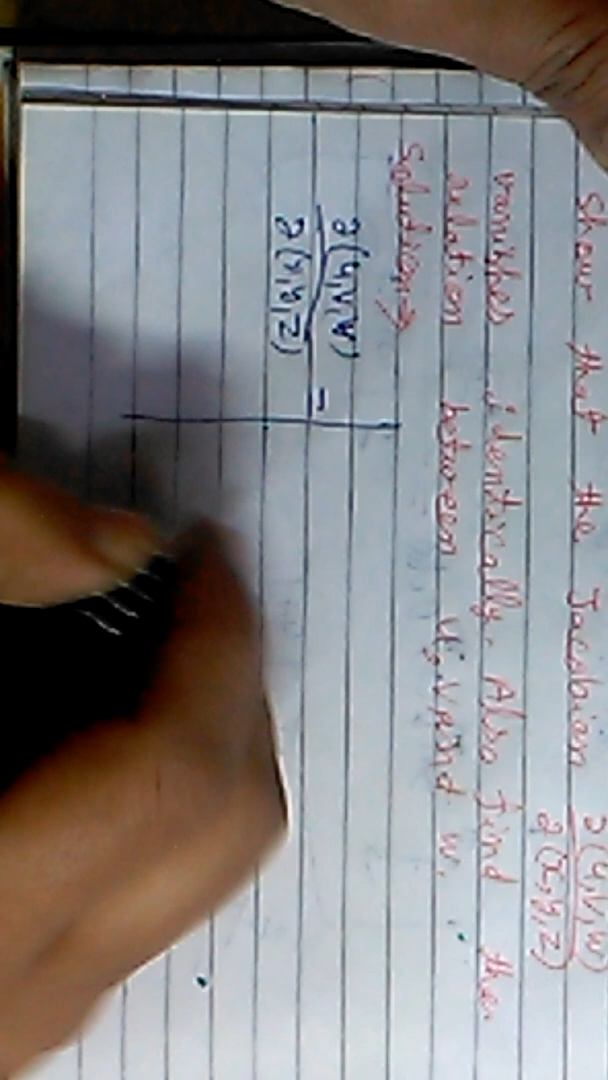 Show that the Jacobian ∂(u,v,w)/∂(x,y,z)
vanishes identically. Also find the
relation between u, v and w.
Solution→
∂(u,v,w)/∂(x,y,z) =